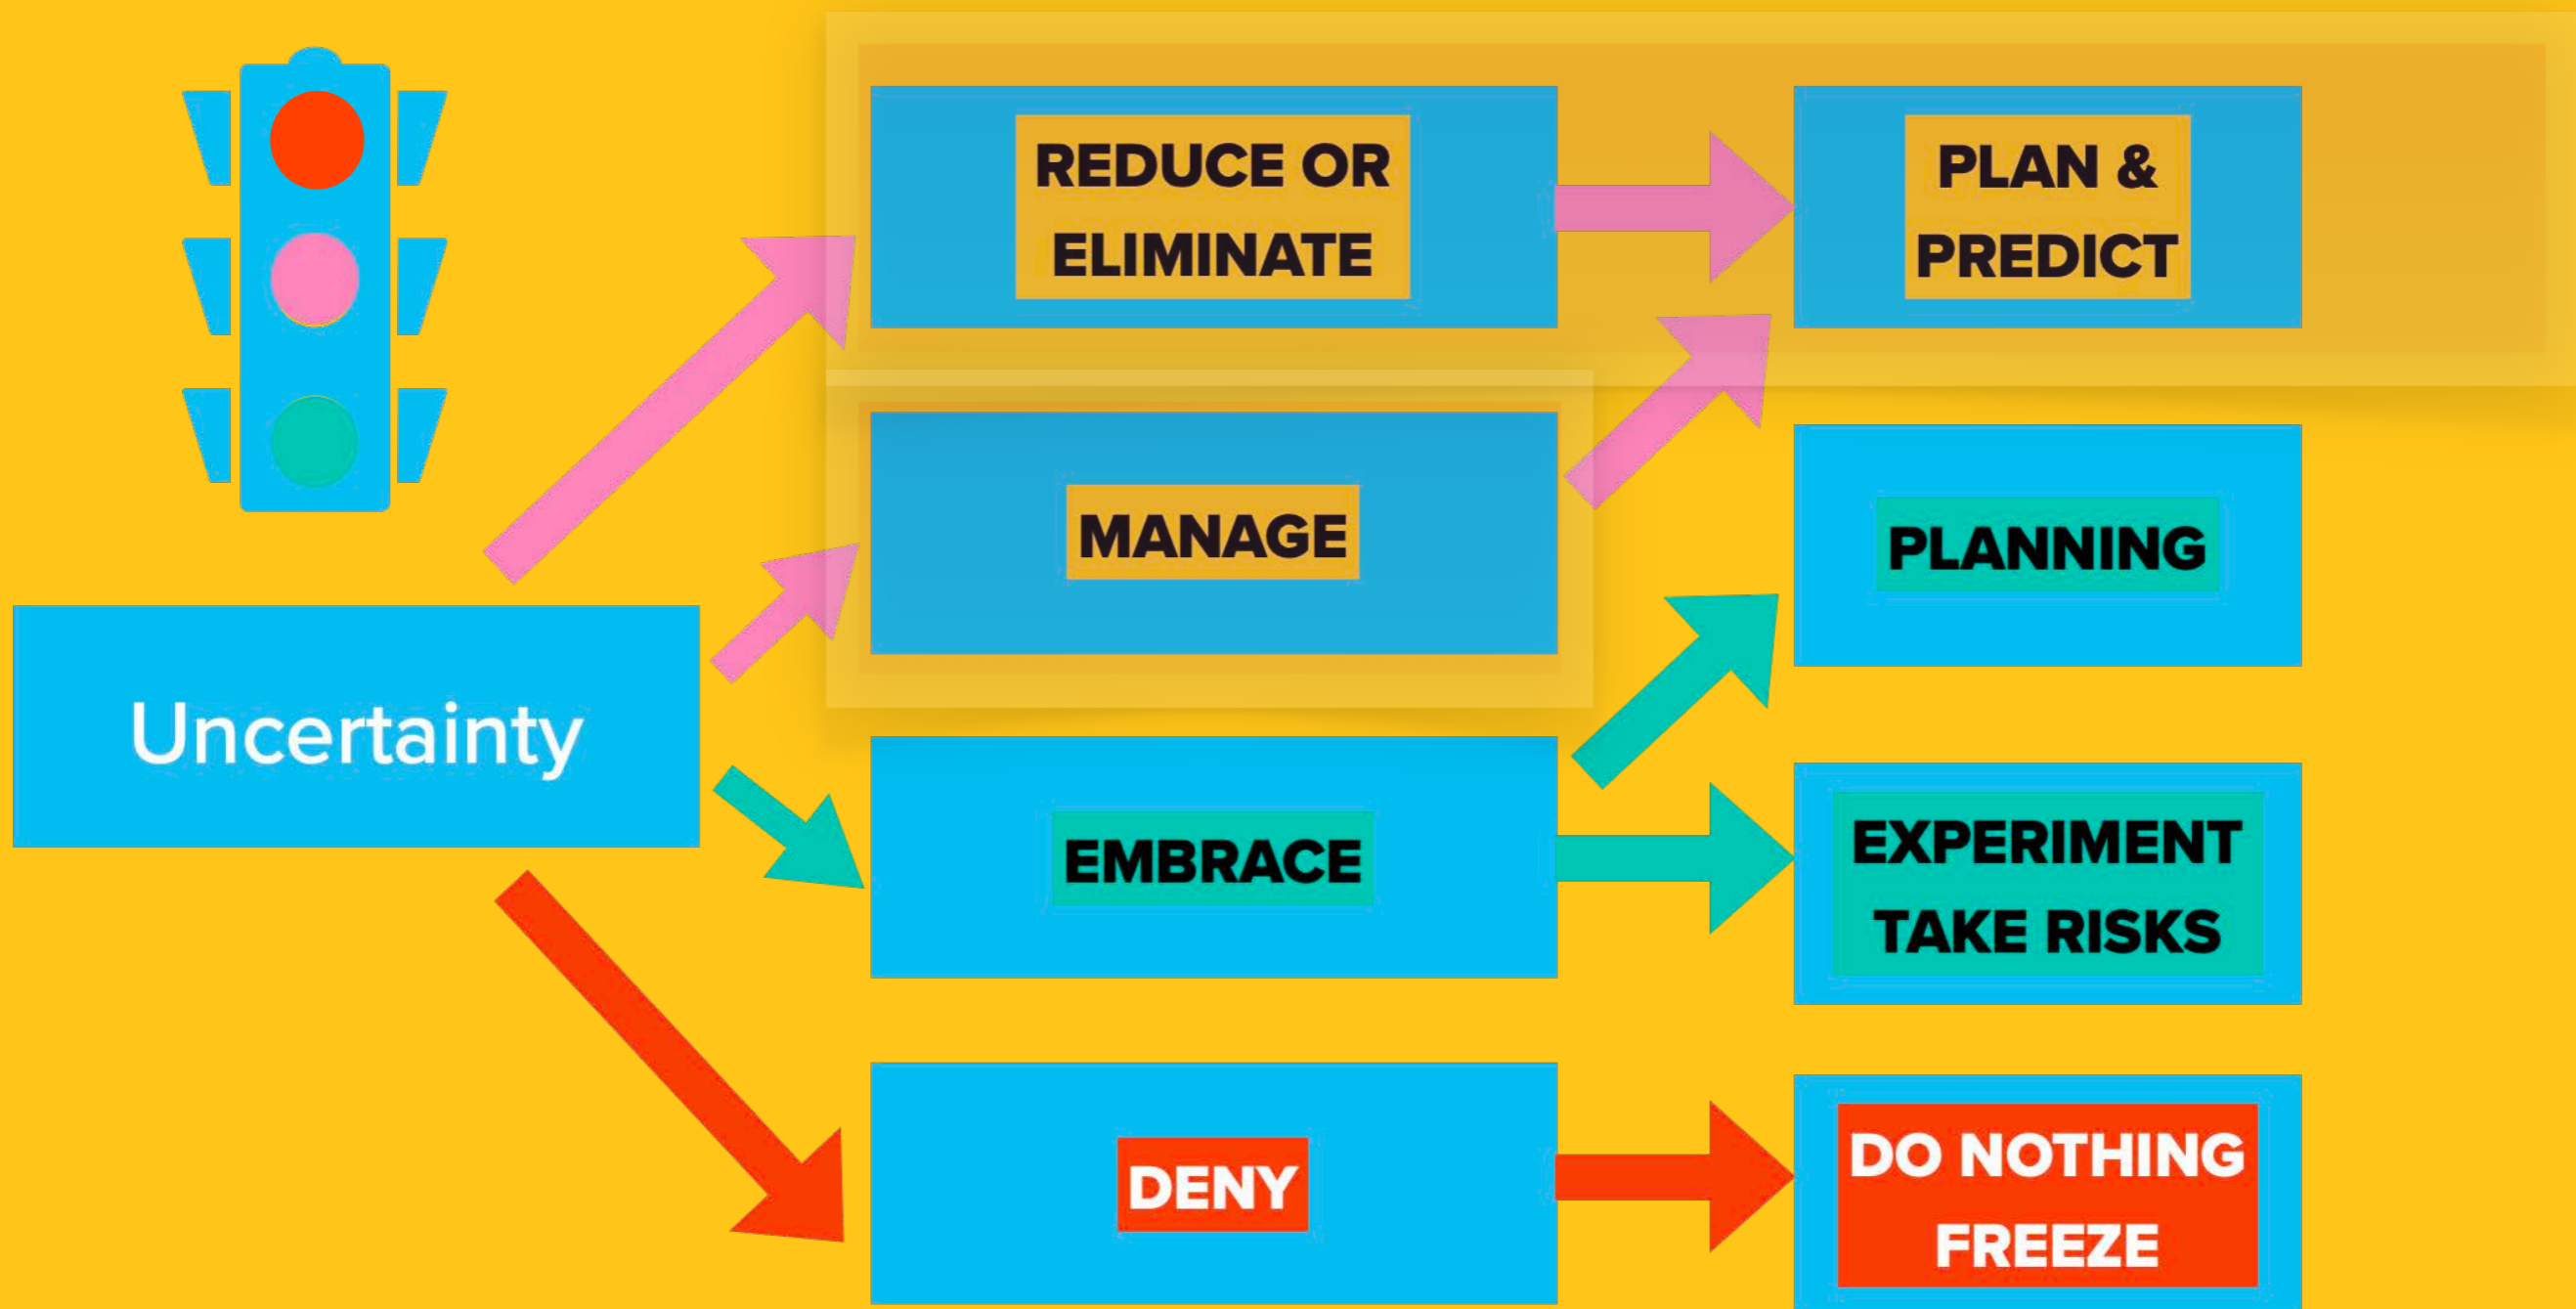 Uncertainty
REDUCE OR
ELIMINATE
PLAN &
PREDICT
MANAGE
PLANNING
EMBRACE
EXPERIMENT
TAKE RISKS
DENY
DO NOTHING
FREEZE